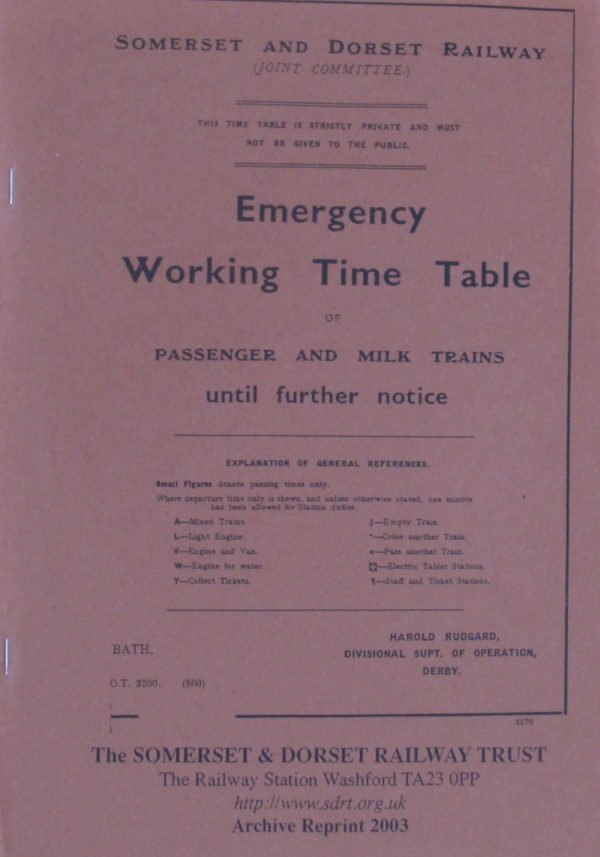 SOMERSET AND DORSET RAILWAY
(JOINT COMMITTEE.)
THIS TIME TABLE IS STRICTLY PRIVATE AND MUST
NOT BE GIVEN TO THE PUBLIC.
Emergency
Working Time Table
OF
PASSENGER AND MILK TRAINS
until further notice
EXPLANATION OF GENERAL REFERENCES.
Small Figures denote passing times only.
Where departure time only is shewn, and unless otherwise stated, one minute
has been allowed for Station duties.
A—Mixed Trains.
L—Light Engine.
V—Engine and Van.
W—Engine for water.
Y—Collect Tickets.
—Empty Train
—Cross another Train.
—Pass another Train.
—Electric Tablet Stations.
¶—Staff and Ticket Stations.
BATH,
O.T. 3200. (800)
HAROLD RUDGARD,
DIVISIONAL SUPT. OF OPERATION,
DERBY.
3170
The SOMERSET & DORSET RAILWAY TRUST
The Railway Station Washford TA23 0PP
http://www.sdrt.org.uk
Archive Reprint 2003